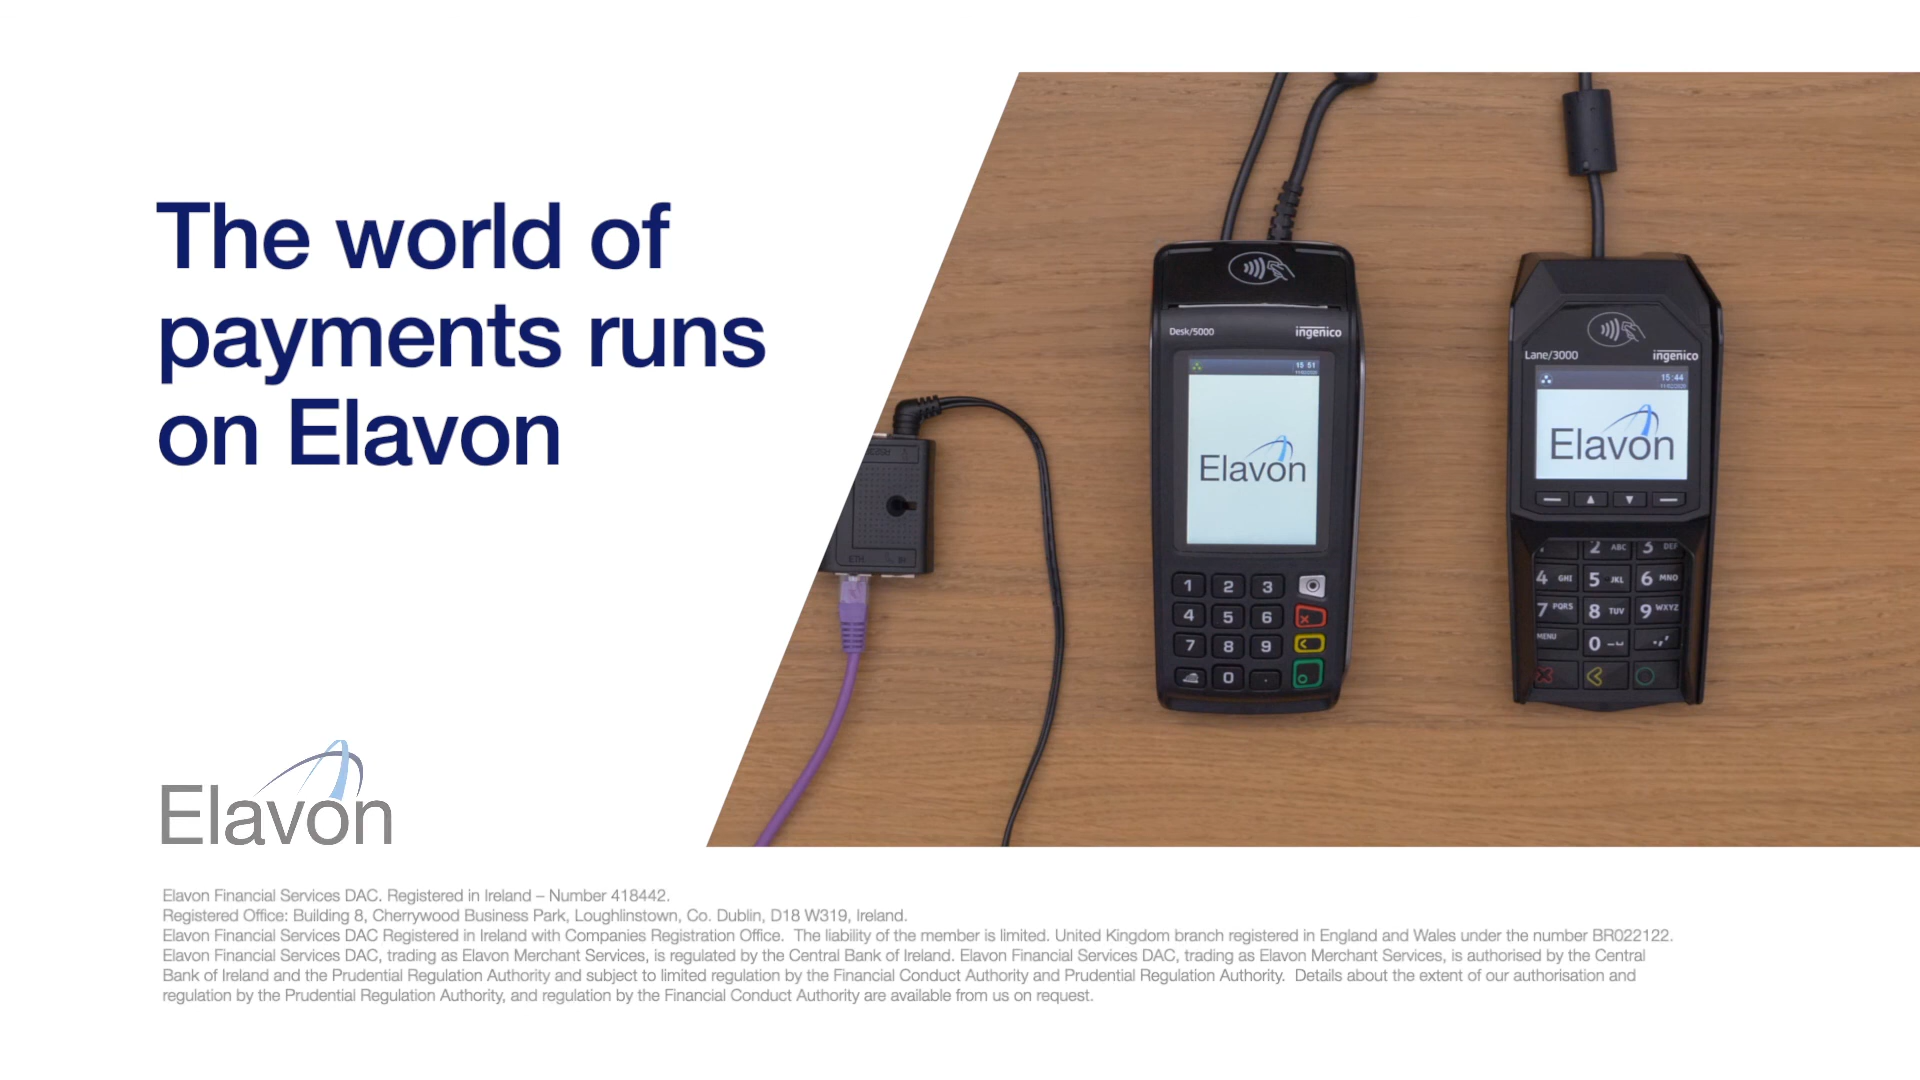 The world of
payments runs
on Elavon
Desk/5000
ingenico
15 51
Elavon
1 2 3
4 5 6
7 8 9
0 .
Lane/3000
ingenico
15:44
Elavon
2 ABC 3 DEF
4 GHI 5 JKL 6 MNO
7 PQRS 8 TUV 9 WXYZ
MENU 0
ETH
Elavon
Elavon Financial Services DAC. Registered in Ireland – Number 418442.
Registered Office: Building 8, Cherrywood Business Park, Loughlinstown, Co. Dublin, D18 W319, Ireland.
Elavon Financial Services DAC Registered in Ireland with Companies Registration Office.  The liability of the member is limited. United Kingdom branch registered in England and Wales under the number BR022122.
Elavon Financial Services DAC, trading as Elavon Merchant Services, is regulated by the Central Bank of Ireland. Elavon Financial Services DAC, trading as Elavon Merchant Services, is authorised by the Central
Bank of Ireland and the Prudential Regulation Authority and subject to limited regulation by the Financial Conduct Authority and Prudential Regulation Authority.  Details about the extent of our authorisation and
regulation by the Prudential Regulation Authority, and regulation by the Financial Conduct Authority are available from us on request.